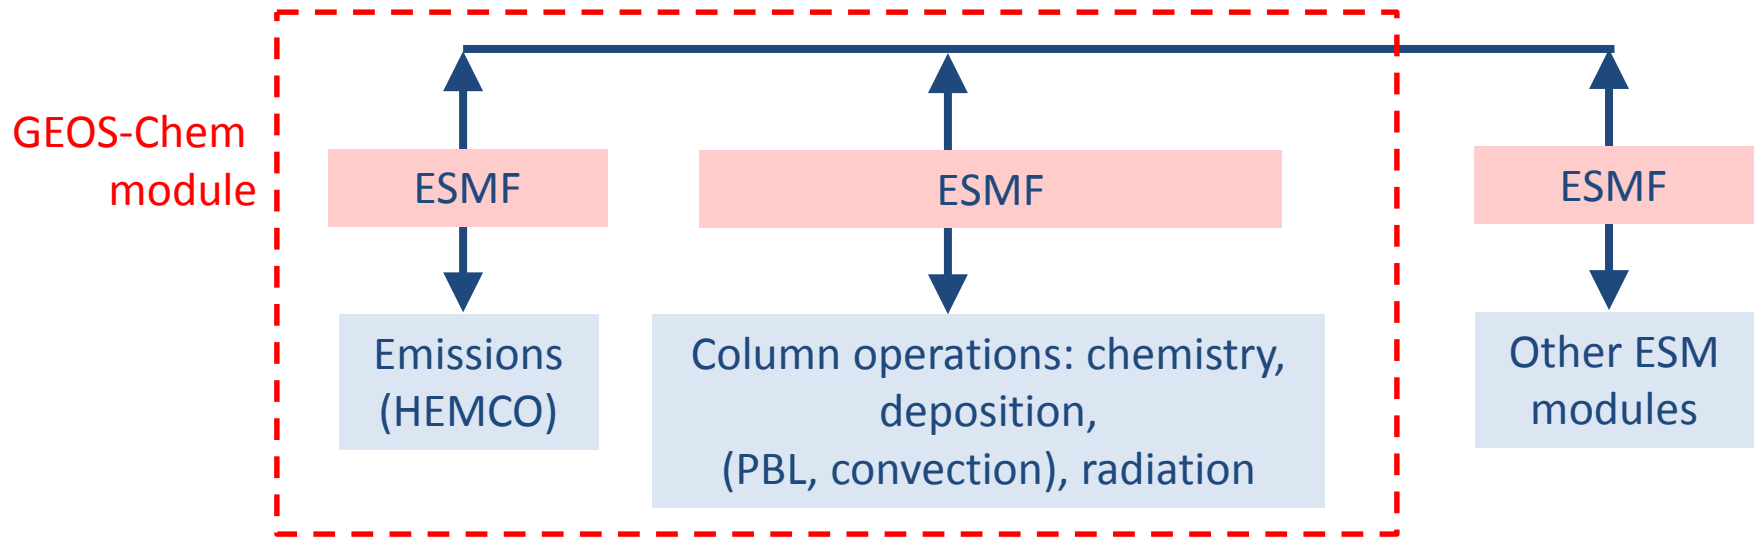 GEOS-Chem
module
ESMF
ESMF
ESMF
Emissions
(HEMCO)
Column operations: chemistry,
deposition,
(PBL, convection), radiation
Other ESM
modules